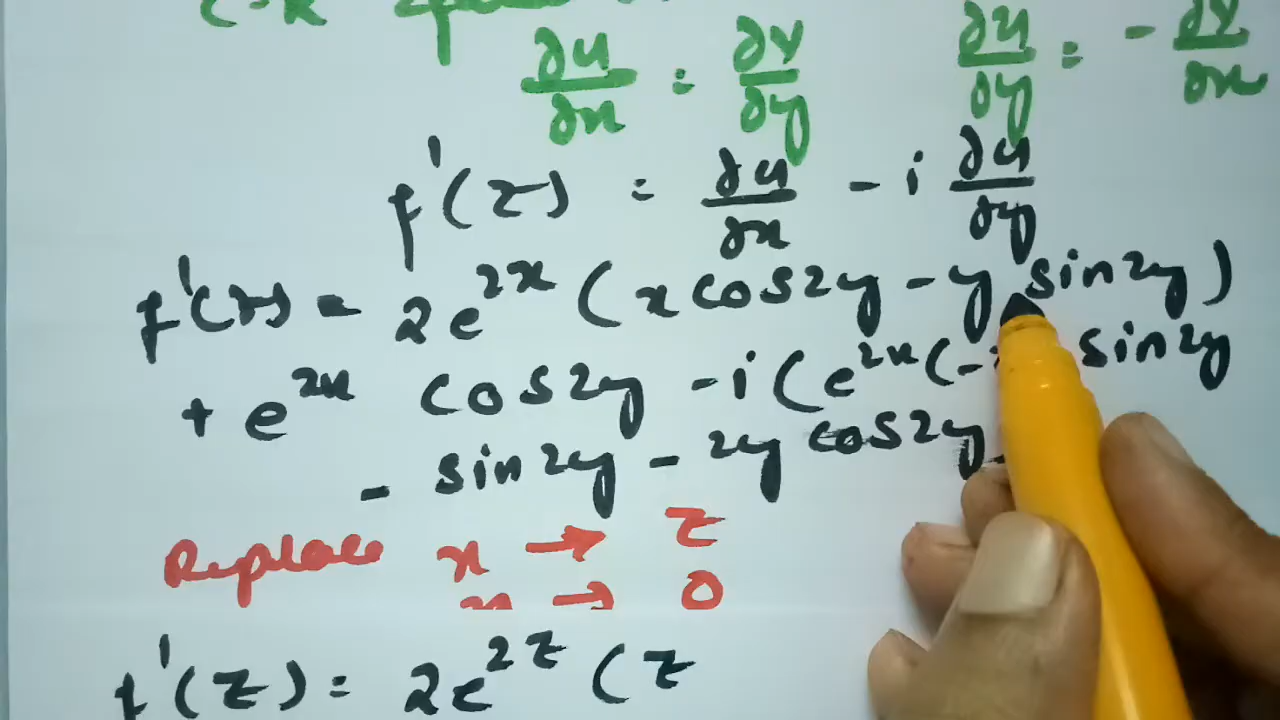 ∂u/∂x = ∂v/∂y ∂u/∂y = - ∂v/∂x
f'(z) = ∂u/∂x - i ∂u/∂y
f'(z) = 2e^{2x} (x cos2y - y sin2y)
+ e^{2x} cos2y - i (e^{2x} (- sin2y
- sin2y - 2y cos2y
Replace x → z
→ 0
f'(z) = 2e^{2z} (z